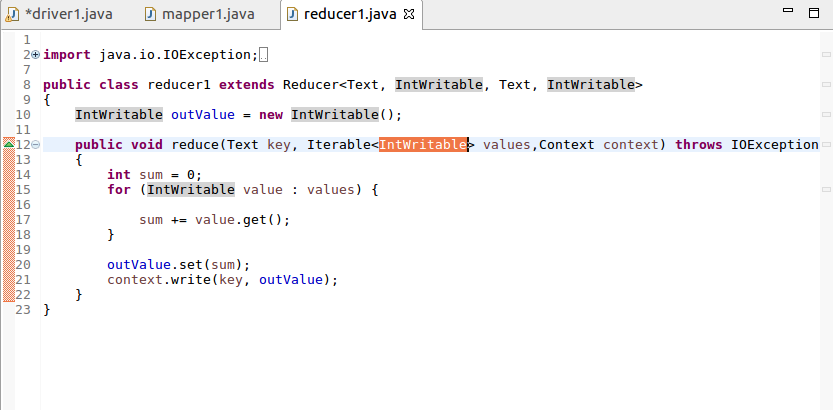 *driver1.java mapper1.java reducer1.java
1
2 import java.io.IOException;
7
8 public class reducer1 extends Reducer<Text, IntWritable, Text, IntWritable>
9 {
10     IntWritable outValue = new IntWritable();
11
12     public void reduce(Text key, Iterable<IntWritable> values,Context context) throws IOException
13     {
14         int sum = 0;
15         for (IntWritable value : values) {
16
17             sum += value.get();
18         }
19
20         outValue.set(sum);
21         context.write(key, outValue);
22     }
23 }